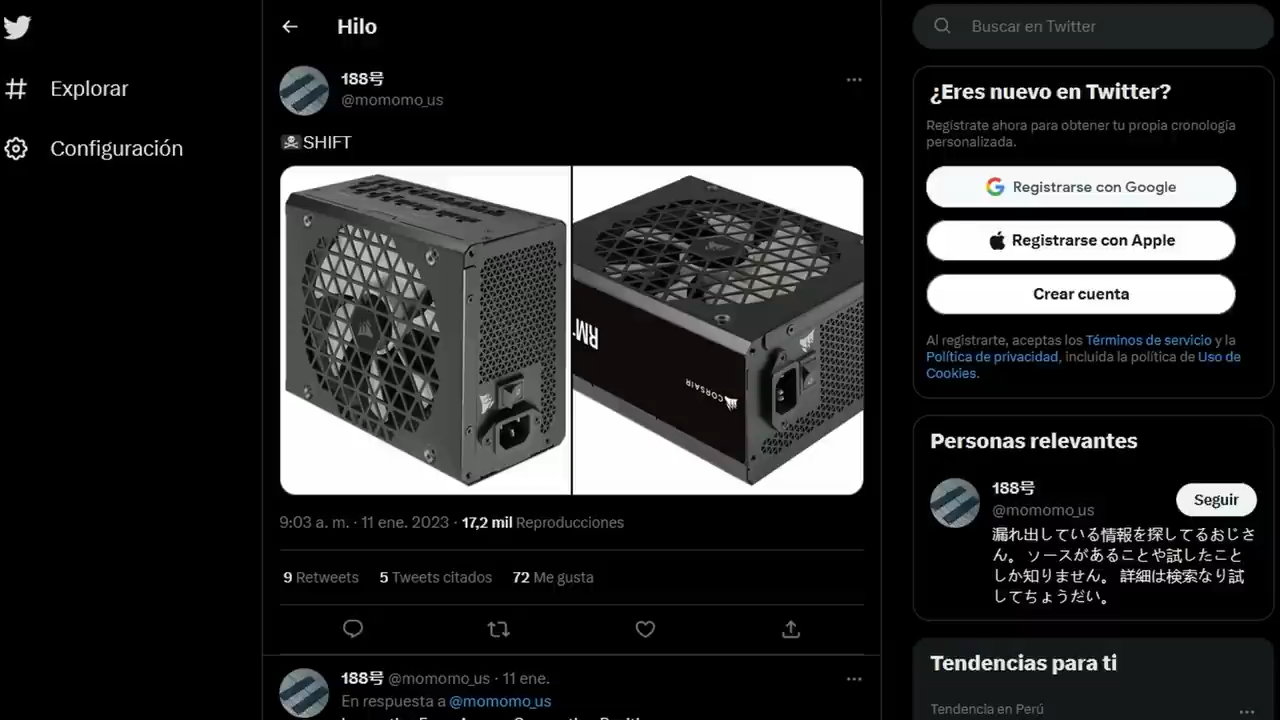 Explorar
Configuración
Hilo
188号
@momomo_us
☠SHIFT
RM
CORSAIR
9:03 a. m. · 11 ene. 2023 · 17,2 mil Reproducciones
9 Retweets 5 Tweets citados 72 Me gusta
188号 @momomo_us · 11 ene.
En respuesta a @momomo_us
Buscar en Twitter
¿Eres nuevo en Twitter?
Regístrate ahora para obtener tu propia cronología
personalizada.
Registrarse con Google
Registrarse con Apple
Crear cuenta
Al registrarte, aceptas los Términos de servicio y la
Política de privacidad, incluida la política de Uso de
Cookies.
Personas relevantes
188号
@momomo_us
Seguir
漏れ出している情報を探してるおじさ
ん。 ソースがあることや試したこと
しか知りません。 詳細は検索なり試
してちょうだい。
Tendencias para ti
Tendencia en Perú